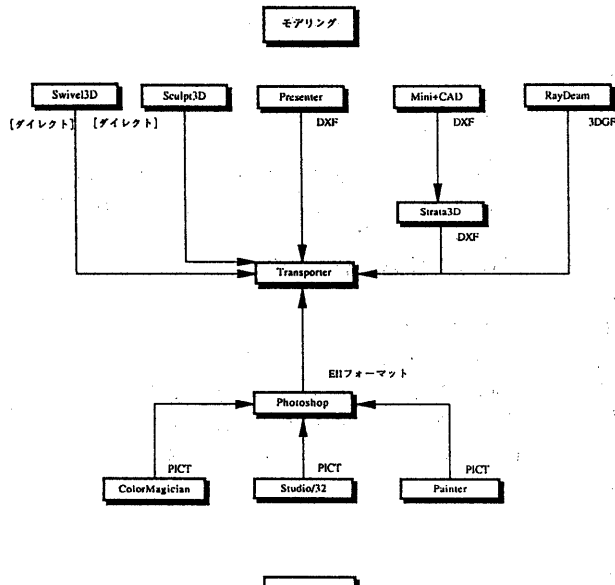 モデリング
Swivel3D
Sculpt3D
Presenter
Mini+CAD
RayDeam
[ダイレクト]
[ダイレクト]
DXF
DXF
3DGF
Strata3D
DXF
Transporter
EIIフォーマット
Photoshop
PICT
PICT
PICT
ColorMagician
Studio/32
Painter